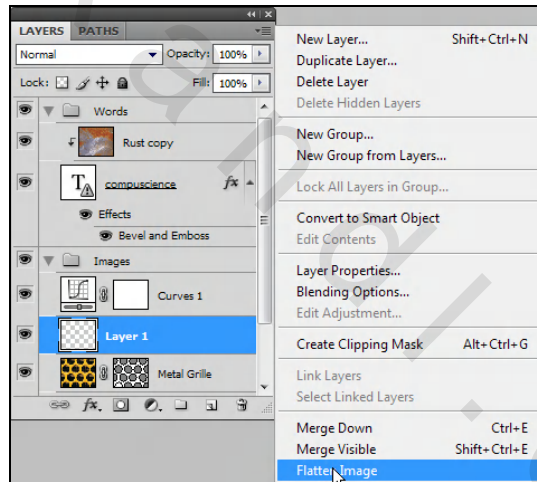 LAYERS PATHS
Normal Opacity: 100%
Lock: Fill: 100%
Words
Rust copy
T compuscience fx
Effects
Bevel and Emboss
Images
Curves 1
Layer 1
Metal Grille
fx.
New Layer... Shift+Ctrl+N
Duplicate Layer...
Delete Layer
Delete Hidden Layers
New Group...
New Group from Layers...
Lock All Layers in Group...
Convert to Smart Object
Edit Contents
Layer Properties...
Blending Options...
Edit Adjustment...
Create Clipping Mask Alt+Ctrl+G
Link Layers
Select Linked Layers
Merge Down Ctrl+E
Merge Visible Shift+Ctrl+E
Flatten Image